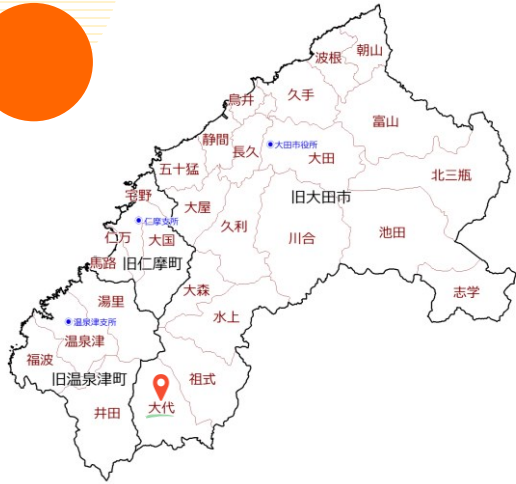 朝山
波根
久手
鳥井
富山
静間
長久
大田市役所
大田
五十猛
北三瓶
宅野
大屋
旧大田市
仁摩支所
久利
池田
仁万
大国
川合
馬路
旧仁摩町
大森
志学
湯里
水上
温泉津支所
温泉津
福波
旧温泉津町
祖式
大代
井田